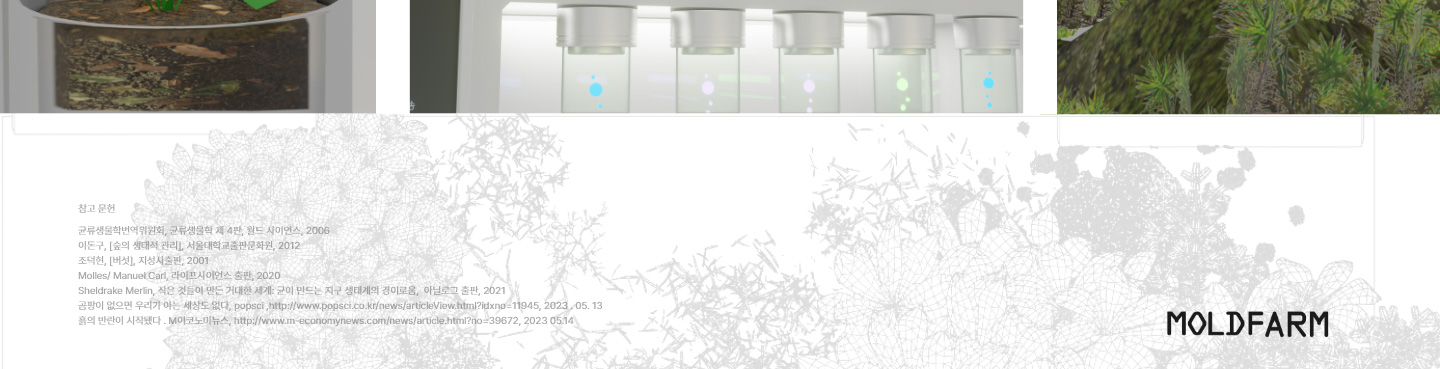 참고 문헌
균류생물학번역위원회, 균류생물학 제 4판, 월드 사이언스, 2006
이돈구, [숲의 생태적 관리], 서울대학교출판문화원, 2012
조덕현, [버섯], 지성사출판, 2001
Molles/ Manuel Carl, 라이프사이언스 출판, 2020
Sheldrake Merlin, 작은 것들이 만든 거대한 세계: 균이 만드는 지구 생태계의 경이로움, 아날로그 출판, 2021
곰팡이 없으면 우리가 아는 세상도 없다, popsci ,http://www.popsci.co.kr/news/articleView.html?idxno=11945, 2023 . 05. 13
흙의 반란이 시작됐다 . M이코노미뉴스, http://www.m-economynews.com/news/article.html?no=39672, 2023 05.14
MOLDFARM